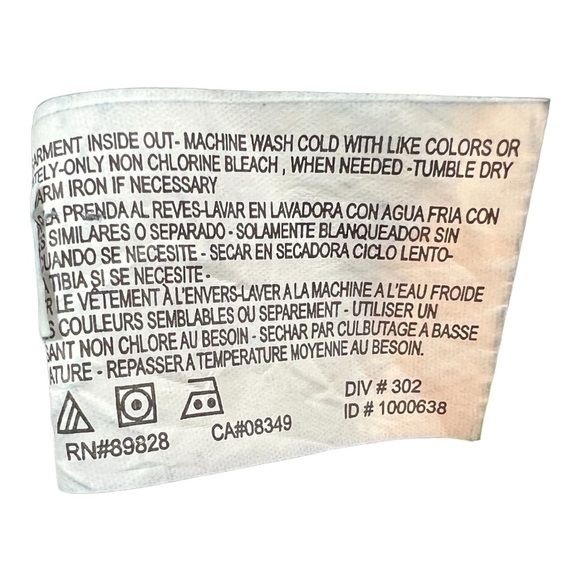 ARMENT INSIDE OUT- MACHINE WASH COLD WITH LIKE COLORS OR
TELY-ONLY NON CHLORINE BLEACH , WHEN NEEDED -TUMBLE DRY
ARM IRON IF NECESSARY
A PRENDA AL REVES-LAVAR EN LAVADORA CON AGUA FRIA CON
S SIMILARES O SEPARADO - SOLAMENTE BLANQUEADOR SIN
UANDO SE NECESITE - SECAR EN SECADORA CICLO LENTO-
TIBIA SI SE NECESITE -
R LE VÊTEMENT À L'ENVERS-LAVER A LA MACHINE A L'EAU FROIDE
S COULEURS SEMBLABLES OU SEPAREMENT - UTILISER UN
SANT NON CHLORE AU BESOIN - SECHAR PAR CULBUTAGE A BASSE
ATURE - REPASSER A TEMPERATURE MOYENNE AU BESOIN.
RN#89828 CA#08349 DIV # 302
ID # 1000638